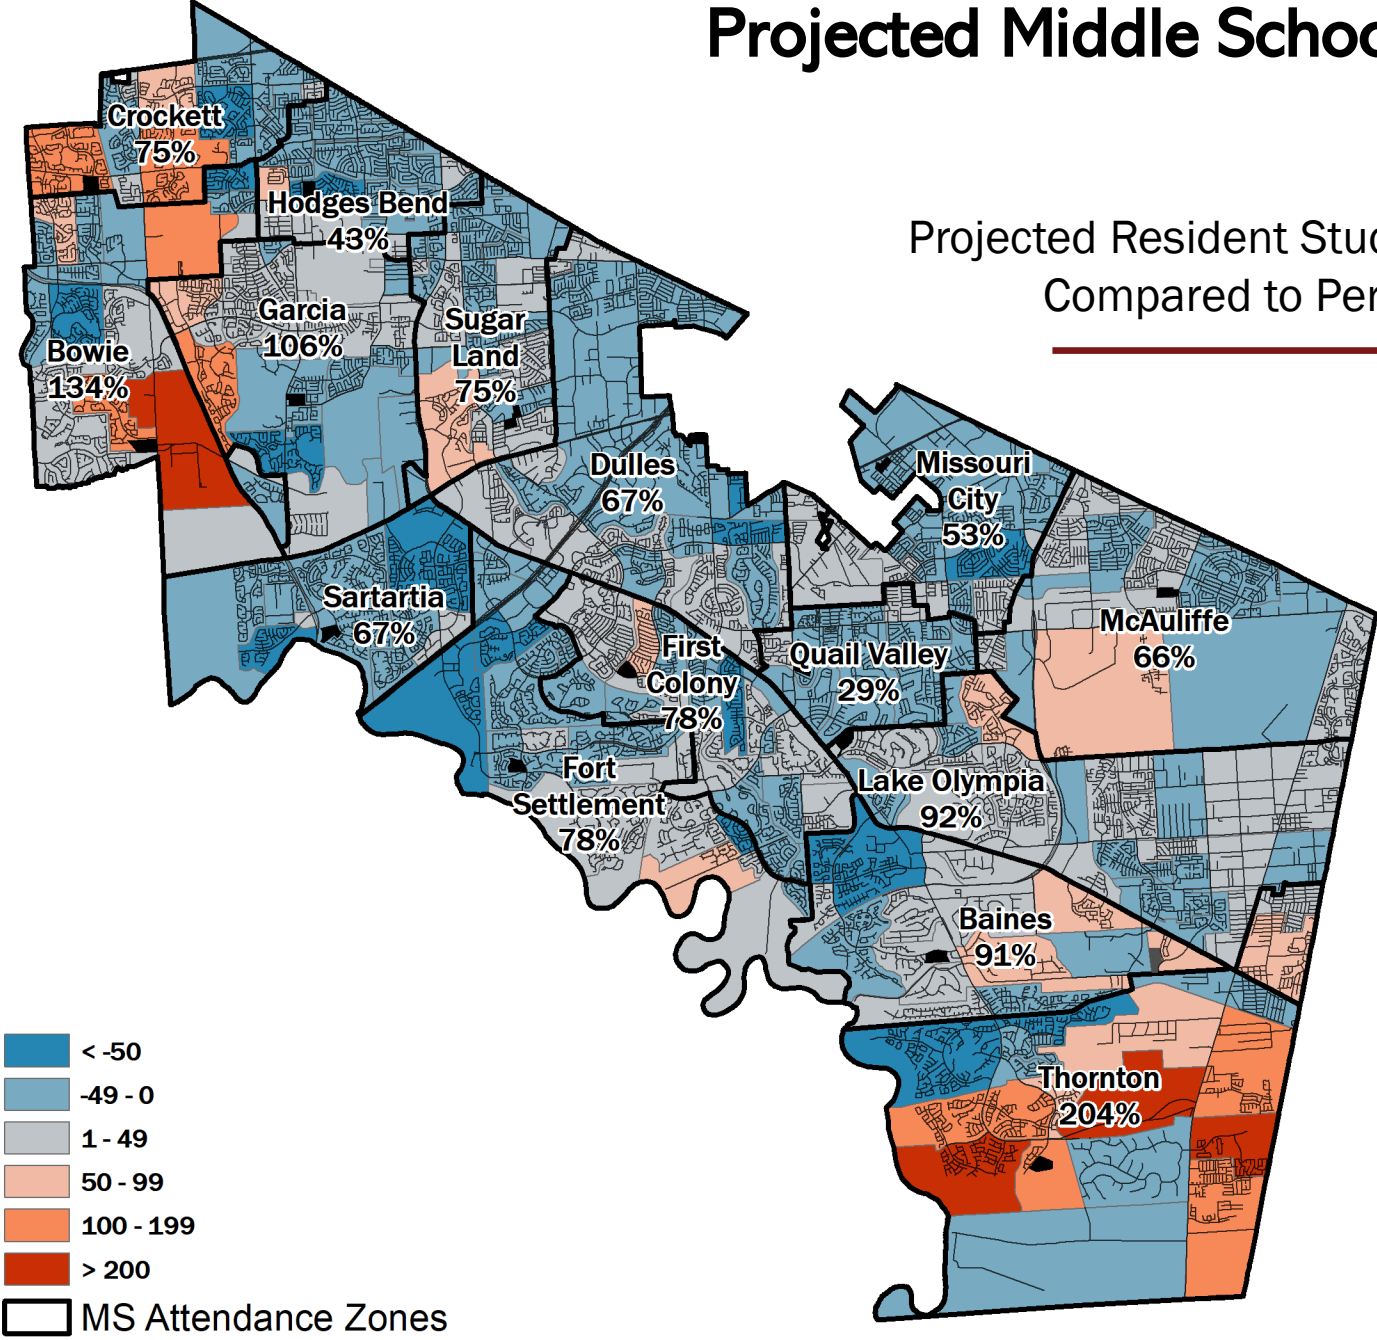 Projected Middle Schoo
Projected Resident Stud
Compared to Per
Crockett
75%
Hodges Bend
43%
Garcia
106%
Sugar
Land
75%
Bowie
134%
Dulles
67%
Missouri
City
53%
Sartartia
67%
McAuliffe
66%
First
Colony
78%
Quail Valley
29%
Fort
Settlement
78%
Lake Olympia
92%
Baines
91%
Thornton
204%
< -50
-49 - 0
1 - 49
50 - 99
100 - 199
> 200
MS Attendance Zones